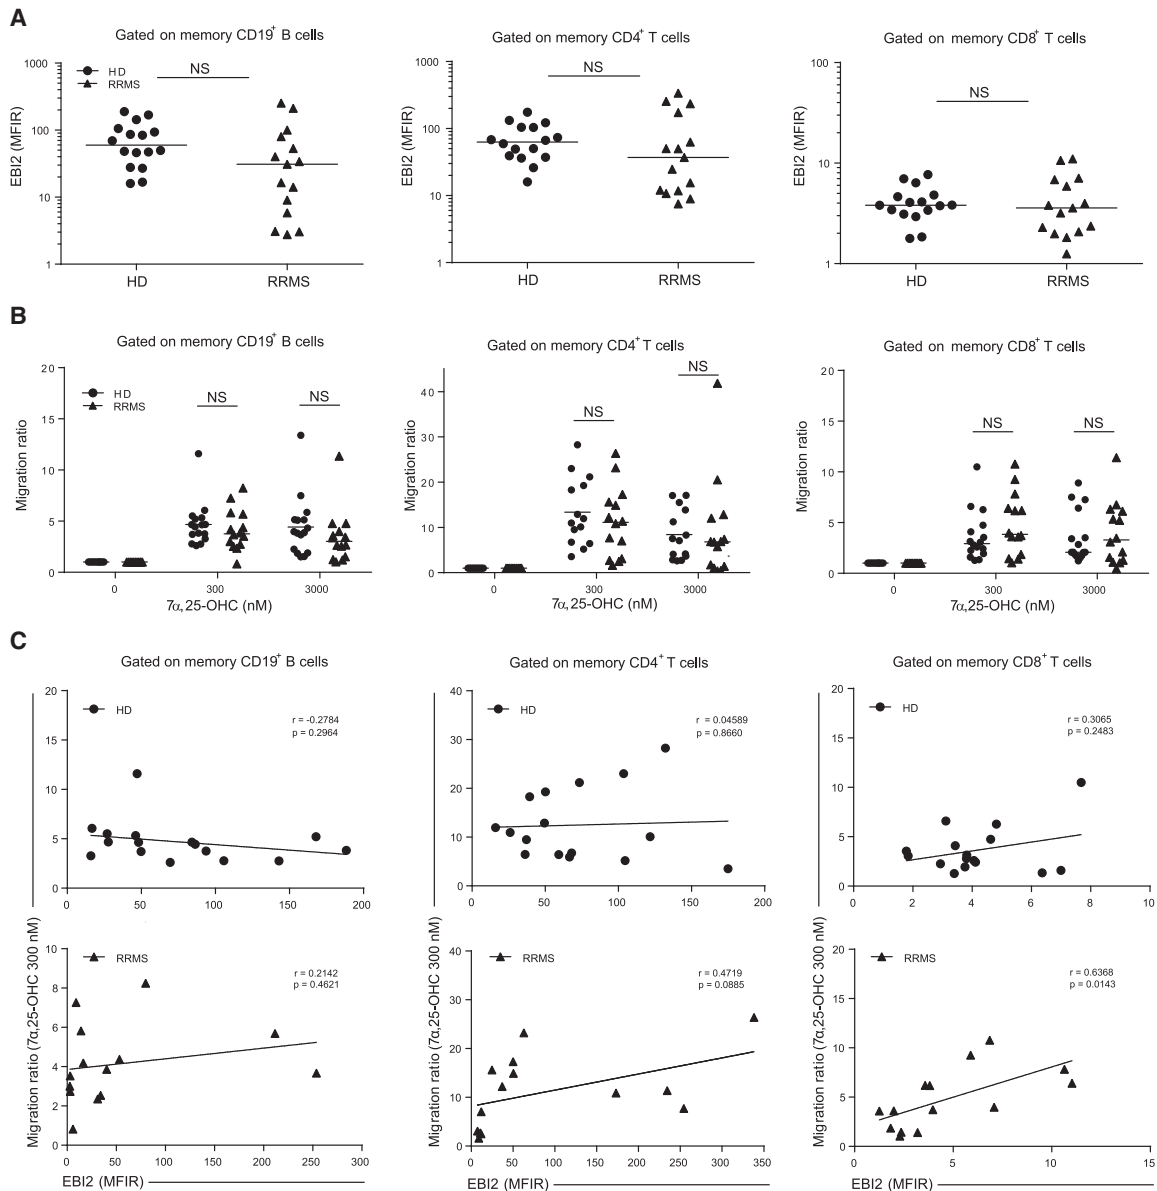 A
Gated on memory CD19+ B cells
Gated on memory CD4+ T cells
Gated on memory CD8+ T cells
EBI2 (MFIR)
1000
100
10
1
HD
RRMS
NS
HD
RRMS
EBI2 (MFIR)
1000
100
10
1
NS
HD
RRMS
EBI2 (MFIR)
100
10
1
NS
HD
RRMS
B
Gated on memory CD19+ B cells
Gated on memory CD4+ T cells
Gated on memory CD8+ T cells
Migration ratio
20
15
10
5
0
HD
RRMS
NS
NS
0
300
3000
7α,25-OHC (nM)
Migration ratio
40
30
20
10
0
NS
NS
0
300
3000
7α,25-OHC (nM)
Migration ratio
20
15
10
5
0
NS
NS
0
300
3000
7α,25-OHC (nM)
C
Gated on memory CD19+ B cells
Gated on memory CD4+ T cells
Gated on memory CD8+ T cells
20
15
10
5
0
HD
r = -0.2784
p = 0.2964
0 50 100 150 200
40
30
20
10
0
HD
r = 0.04589
p = 0.8660
0 50 100 150 200
20
15
10
5
0
HD
r = 0.3065
p = 0.2483
0 2 4 6 8 10
Migration ratio (7α,25-OHC 300 nM)
10
8
6
4
2
0
RRMS
r = 0.2142
p = 0.4621
0 50 100 150 200 250 300
EBI2 (MFIR)
Migration ratio (7α,25-OHC 300 nM)
40
30
20
10
0
RRMS
r = 0.4719
p = 0.0885
0 50 100 150 200 250 300 350
EBI2 (MFIR)
Migration ratio (7α,25-OHC 300 nM)
20
15
10
5
0
RRMS
r = 0.6368
p = 0.0143
0 5 10 15
EBI2 (MFIR)